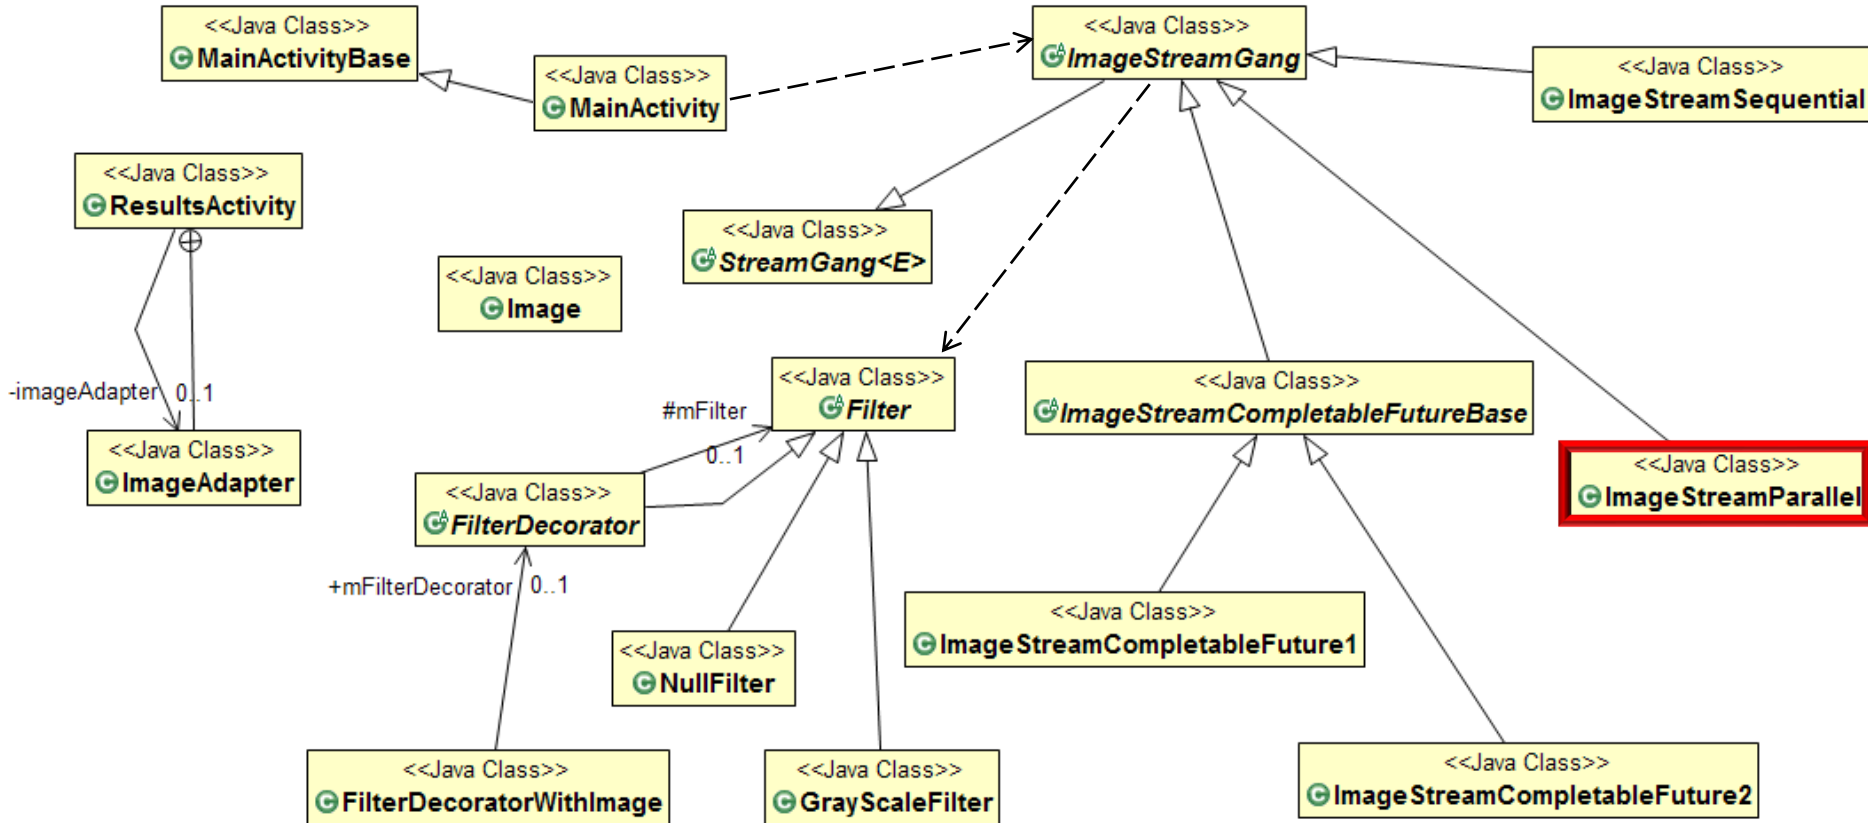 <<Java Class>>
MainActivityBase
<<Java Class>>
MainActivity
<<Java Class>>
ImageStreamGang
<<Java Class>>
ImageStreamSequential
<<Java Class>>
ResultsActivity
<<Java Class>>
StreamGang<E>
<<Java Class>>
Image
-imageAdapter 0..1
<<Java Class>>
ImageAdapter
<<Java Class>>
Filter
#mFilter
0..1
<<Java Class>>
ImageStreamCompletableFutureBase
<<Java Class>>
ImageStreamParallel
<<Java Class>>
FilterDecorator
+mFilterDecorator 0..1
<<Java Class>>
ImageStreamCompletableFuture1
<<Java Class>>
NullFilter
<<Java Class>>
FilterDecoratorWithImage
<<Java Class>>
GrayScaleFilter
<<Java Class>>
ImageStreamCompletableFuture2